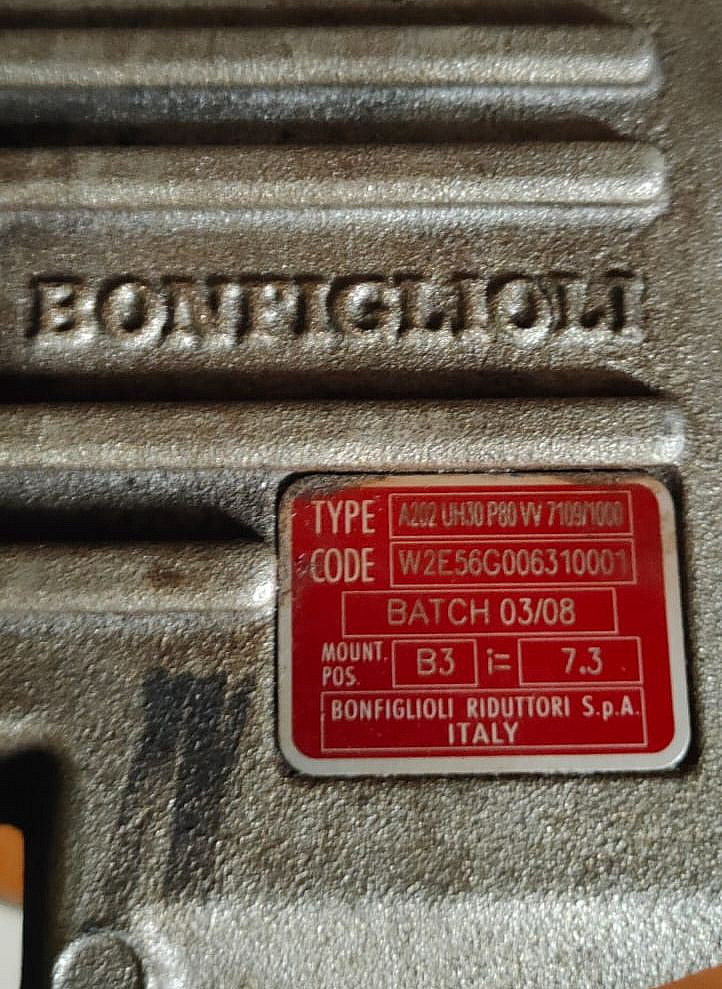 BONFIGLIOLI
TYPE A202 UH30 P80 VV 7109/1000
CODE W2E56G006310001
BATCH 03/08
MOUNT. POS. B3 i= 7.3
BONFIGLIOLI RIDUTTORI S.p.A.
ITALY